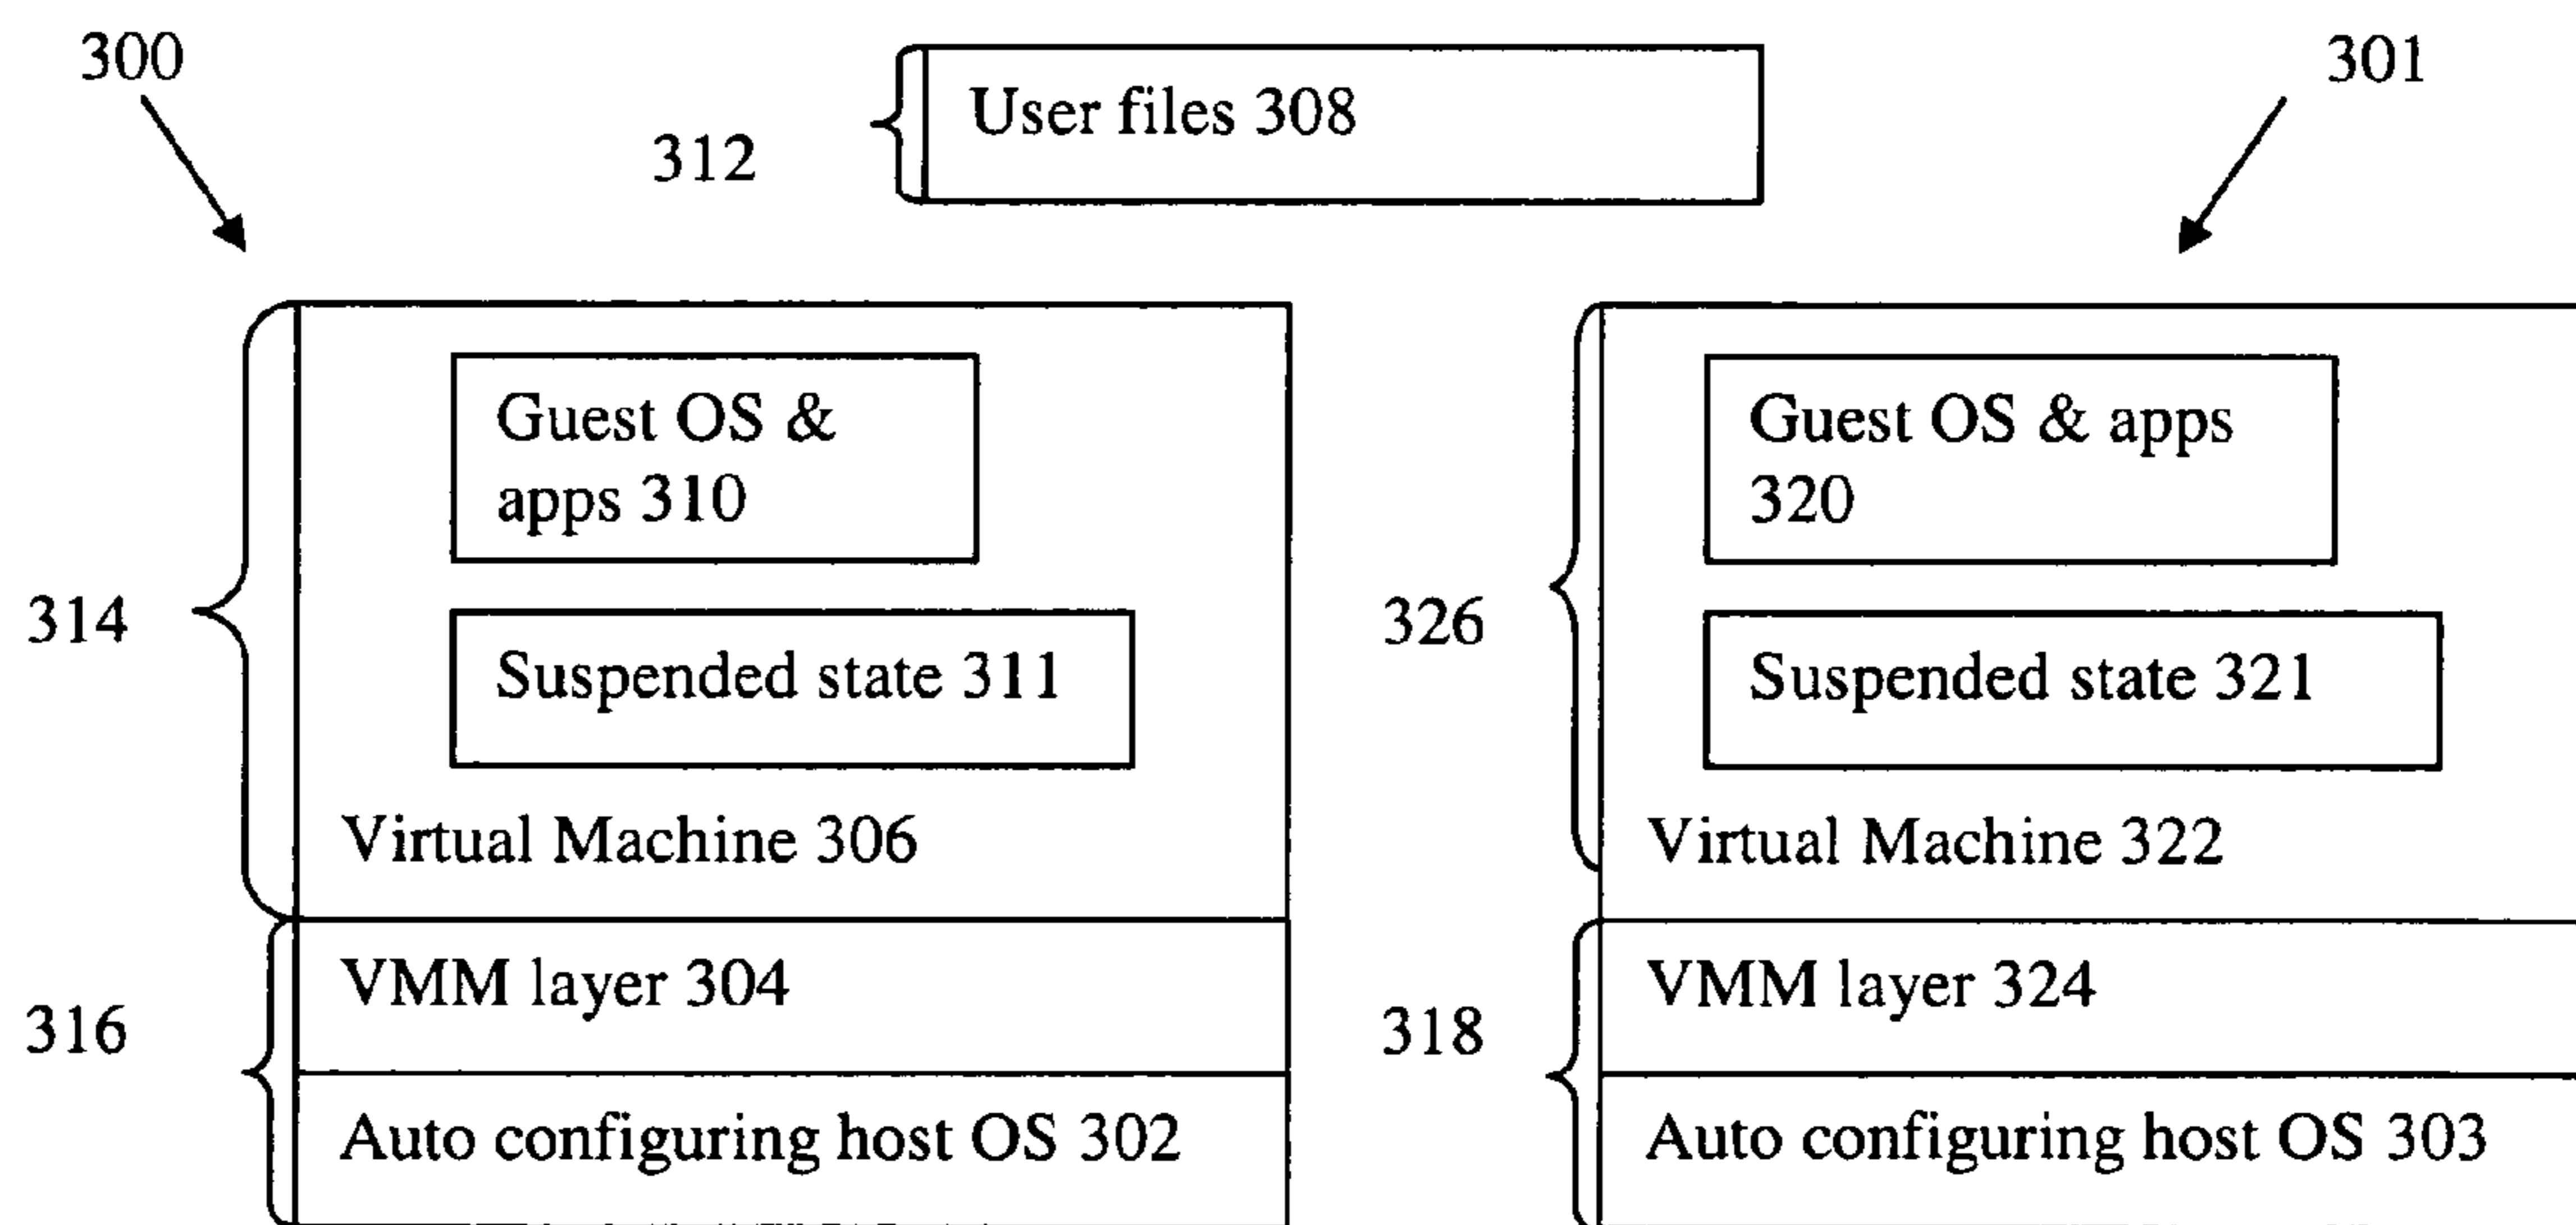 300
301
User files 308
312
Guest OS &
apps 310
Guest OS & apps
320
314
326
Suspended state 311
Suspended state 321
Virtual Machine 306
Virtual Machine 322
VMM layer 304
VMM layer 324
316
318
Auto configuring host OS 302
Auto configuring host OS 303